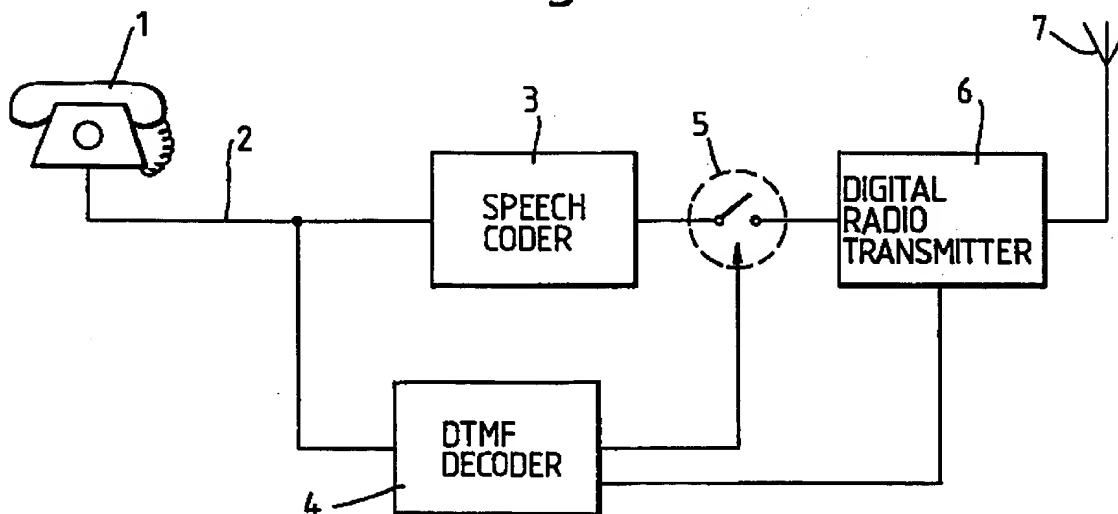 1
7
2
3
5
6
SPEECH
CODER
DIGITAL
RADIO
TRANSMITTER
DTMF
DECODER
4